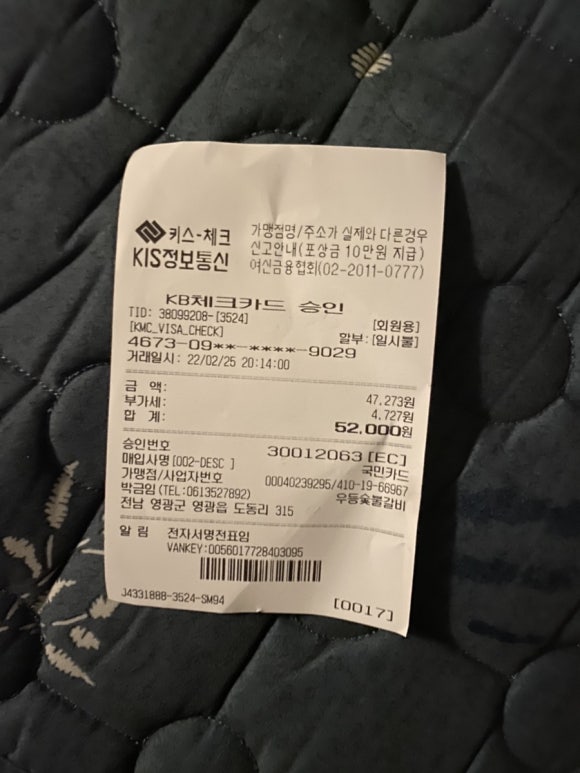 키스-체크
KIS정보통신
가맹점명/주소가 실제와 다른경우
신고안내(포상금 10만원 지급)
여신금융협회(02-2011-0777)
KB체크카드 승인
TID: 38099208-[3524] [회원용]
[KMC_VISA_CHECK] 할부: [일시불]
4673-09**-****-9029
거래일시: 22/02/25 20:14:00
금 액: 47,273원
부가세: 4,727원
합 계: 52,000원
승인번호 30012063 [EC]
매입사명 [002-DESC ] 국민카드
가맹점/사업자번호 00040239295/410-19-66967
박금임(TEL:0613527892) 우등숯불갈비
전남 영광군 영광읍 도동리 315
알 림 전자서명전표임
VANKEY:0056017728403095
J4331888-3524-SM94 [0017]